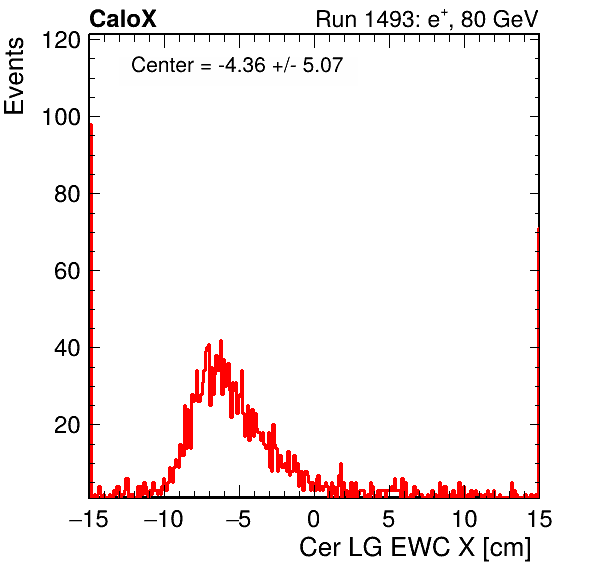 CaloX Run 1493: e+, 80 GeV
Center = -4.36 +/- 5.07
Events
120
100
80
60
40
20
−15 −10 −5 0 5 10 15
Cer LG EWC X [cm]